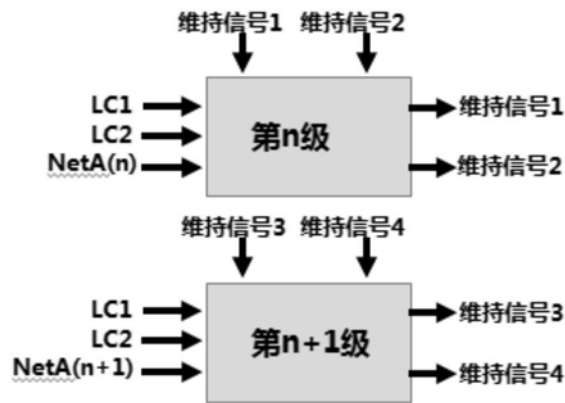 维持信号1 维持信号2
LC1
LC2
NetA(n)
第n级
维持信号1
维持信号2
维持信号3 维持信号4
LC1
LC2
NetA(n+1)
第n+1级
维持信号3
维持信号4